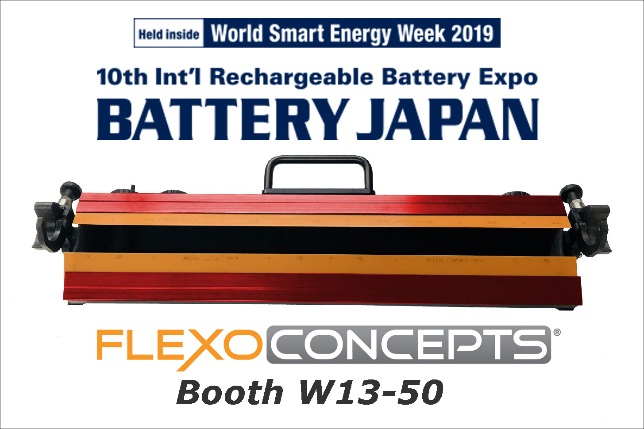 Held inside World Smart Energy Week 2019
10th Int'l Rechargeable Battery Expo
BATTERY JAPAN
FLEXOCONCEPTS®
Booth W13-50